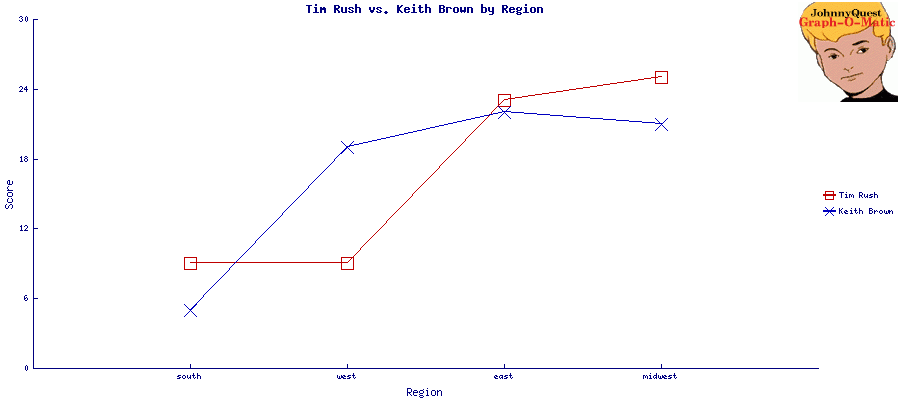 Tim Rush vs. Keith Brown by Region
JohnnyQuest
Graph-O-Matic
30
24
18
12
6
0
Score
south west east midwest
Region
Tim Rush
Keith Brown